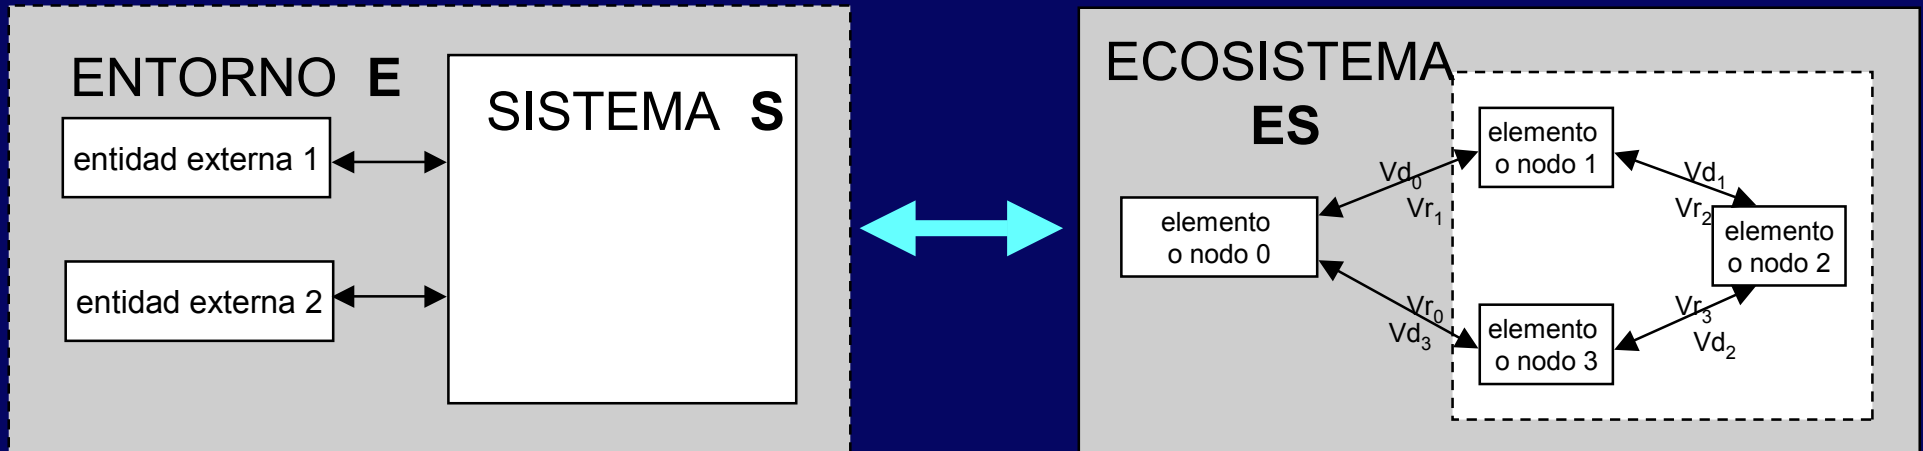 ENTORNO E
SISTEMA S
entidad externa 1
entidad externa 2
ECOSISTEMA
ES
elemento
o nodo 0
elemento
o nodo 1
elemento
o nodo 2
elemento
o nodo 3
Vd₀
Vr₁
Vd₁
Vr₂
Vr₀
Vd₃
Vr₃
Vd₂